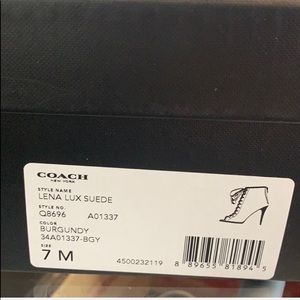 COACH
NEW YORK
STYLE NAME
LENA LUX SUEDE
STYLE NO.
Q8696 A01337
COLOR
BURGUNDY
34A01337-BGY
SIZE
7 M
4500232119
8 89655 81894 5